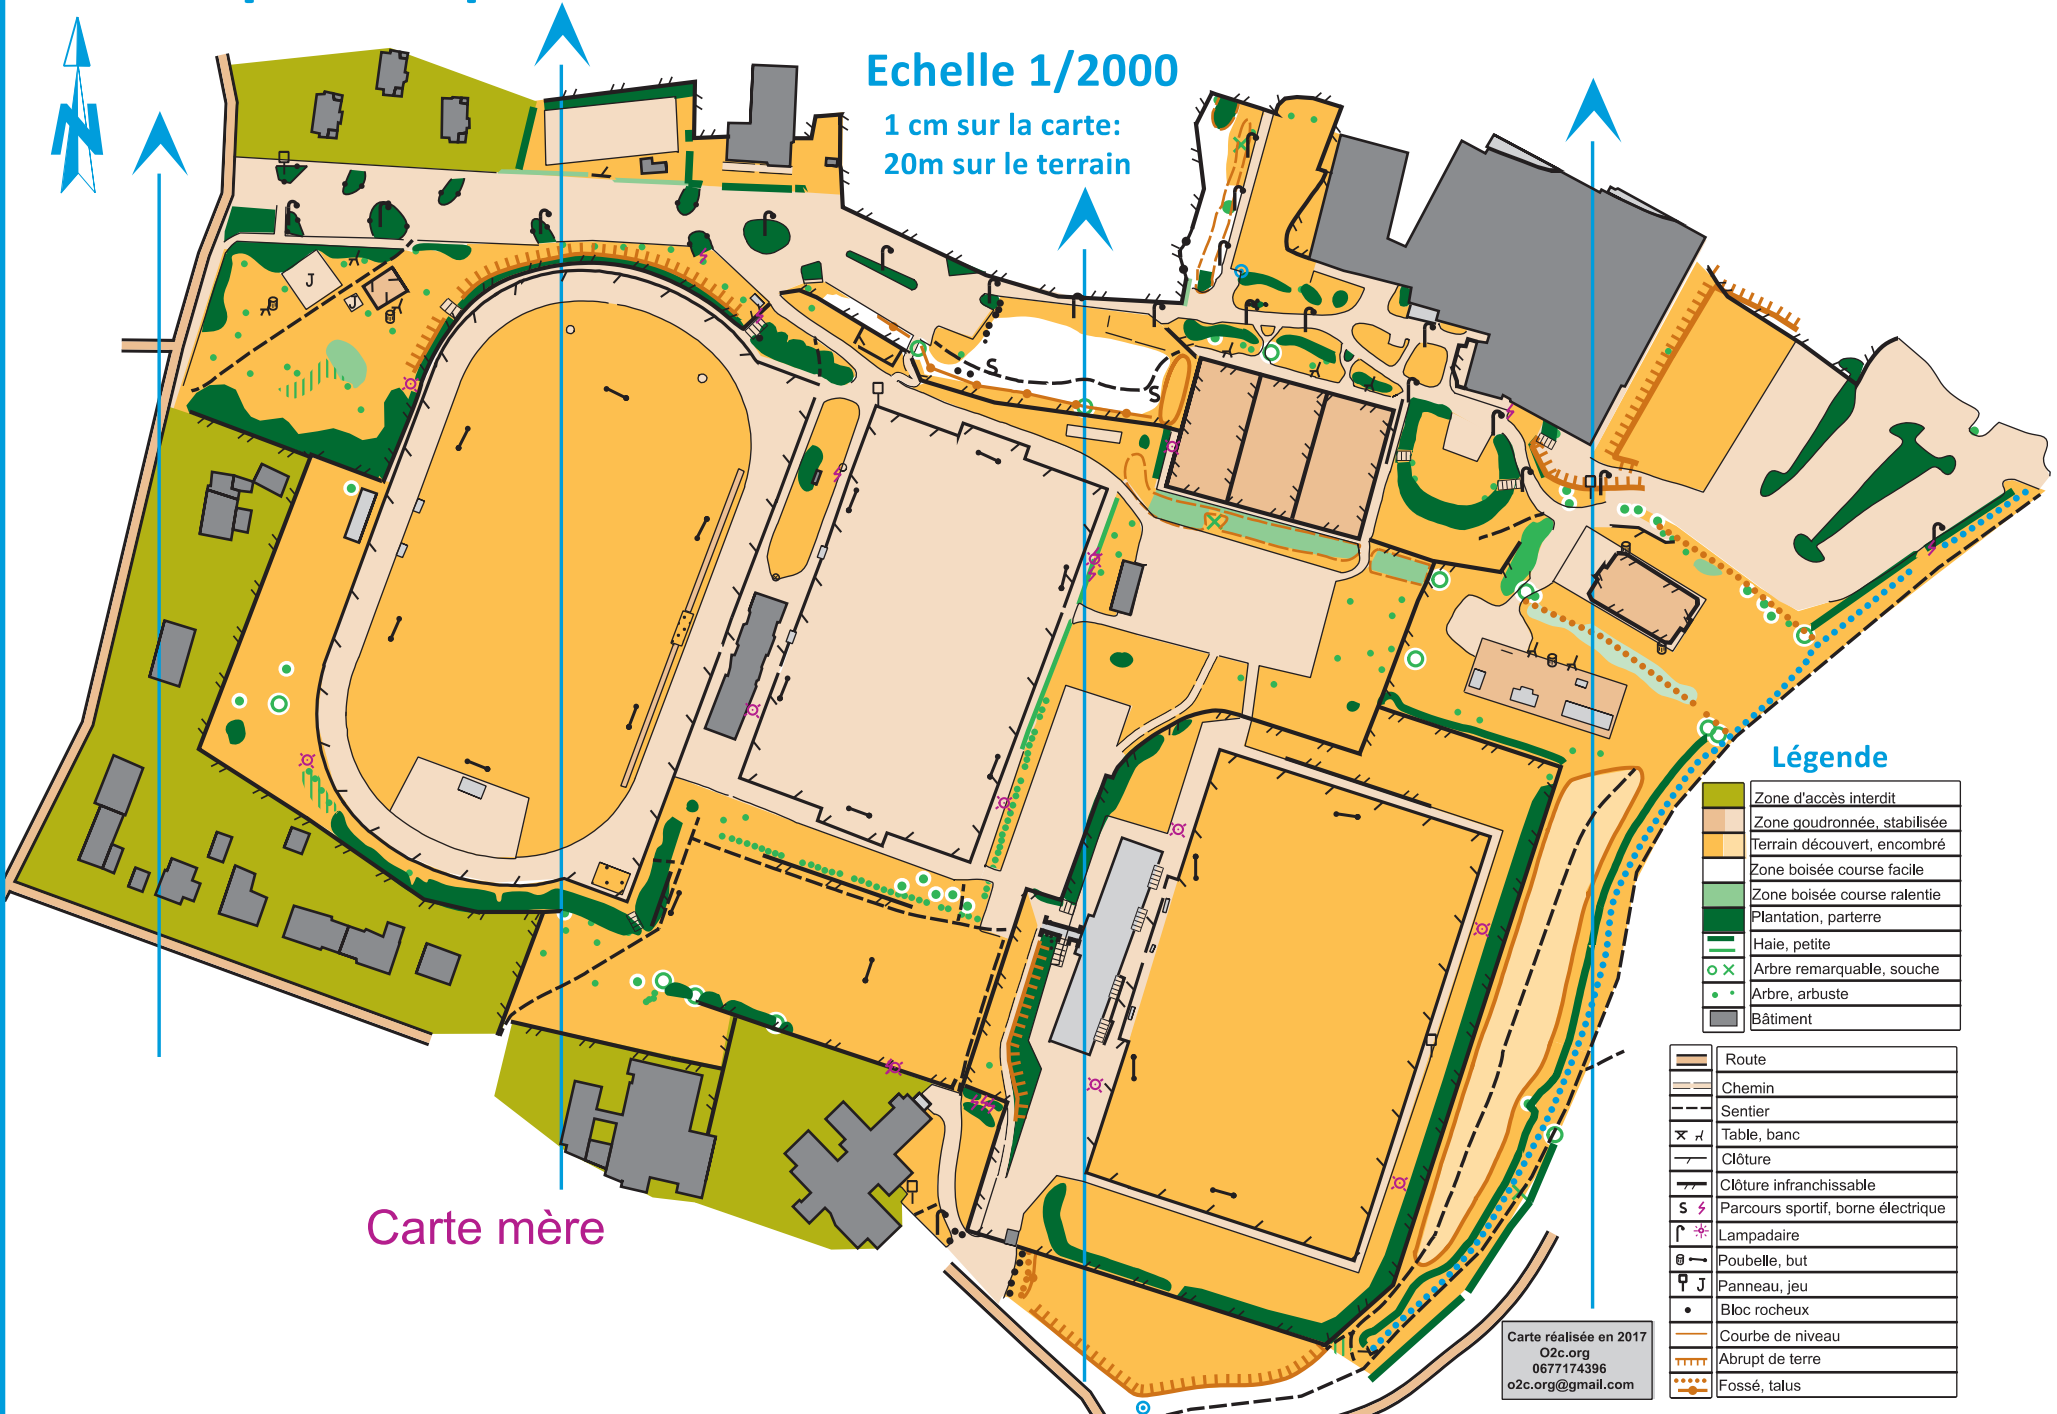 N
Echelle 1/2000
1 cm sur la carte:
20m sur le terrain
J
J
S
S
Carte mère
Légende
Zone d'accès interdit
Zone goudronnée, stabilisée
Terrain découvert, encombré
Zone boisée course facile
Zone boisée course ralentie
Plantation, parterre
Haie, petite
Arbre remarquable, souche
Arbre, arbuste
Bâtiment
Route
Chemin
Sentier
Table, banc
Clôture
Clôture infranchissable
S Parcours sportif, borne électrique
Lampadaire
Poubelle, but
J Panneau, jeu
Bloc rocheux
Courbe de niveau
Abrupt de terre
Fossé, talus
Carte réalisée en 2017
O2c.org
0677174396
o2c.org@gmail.com